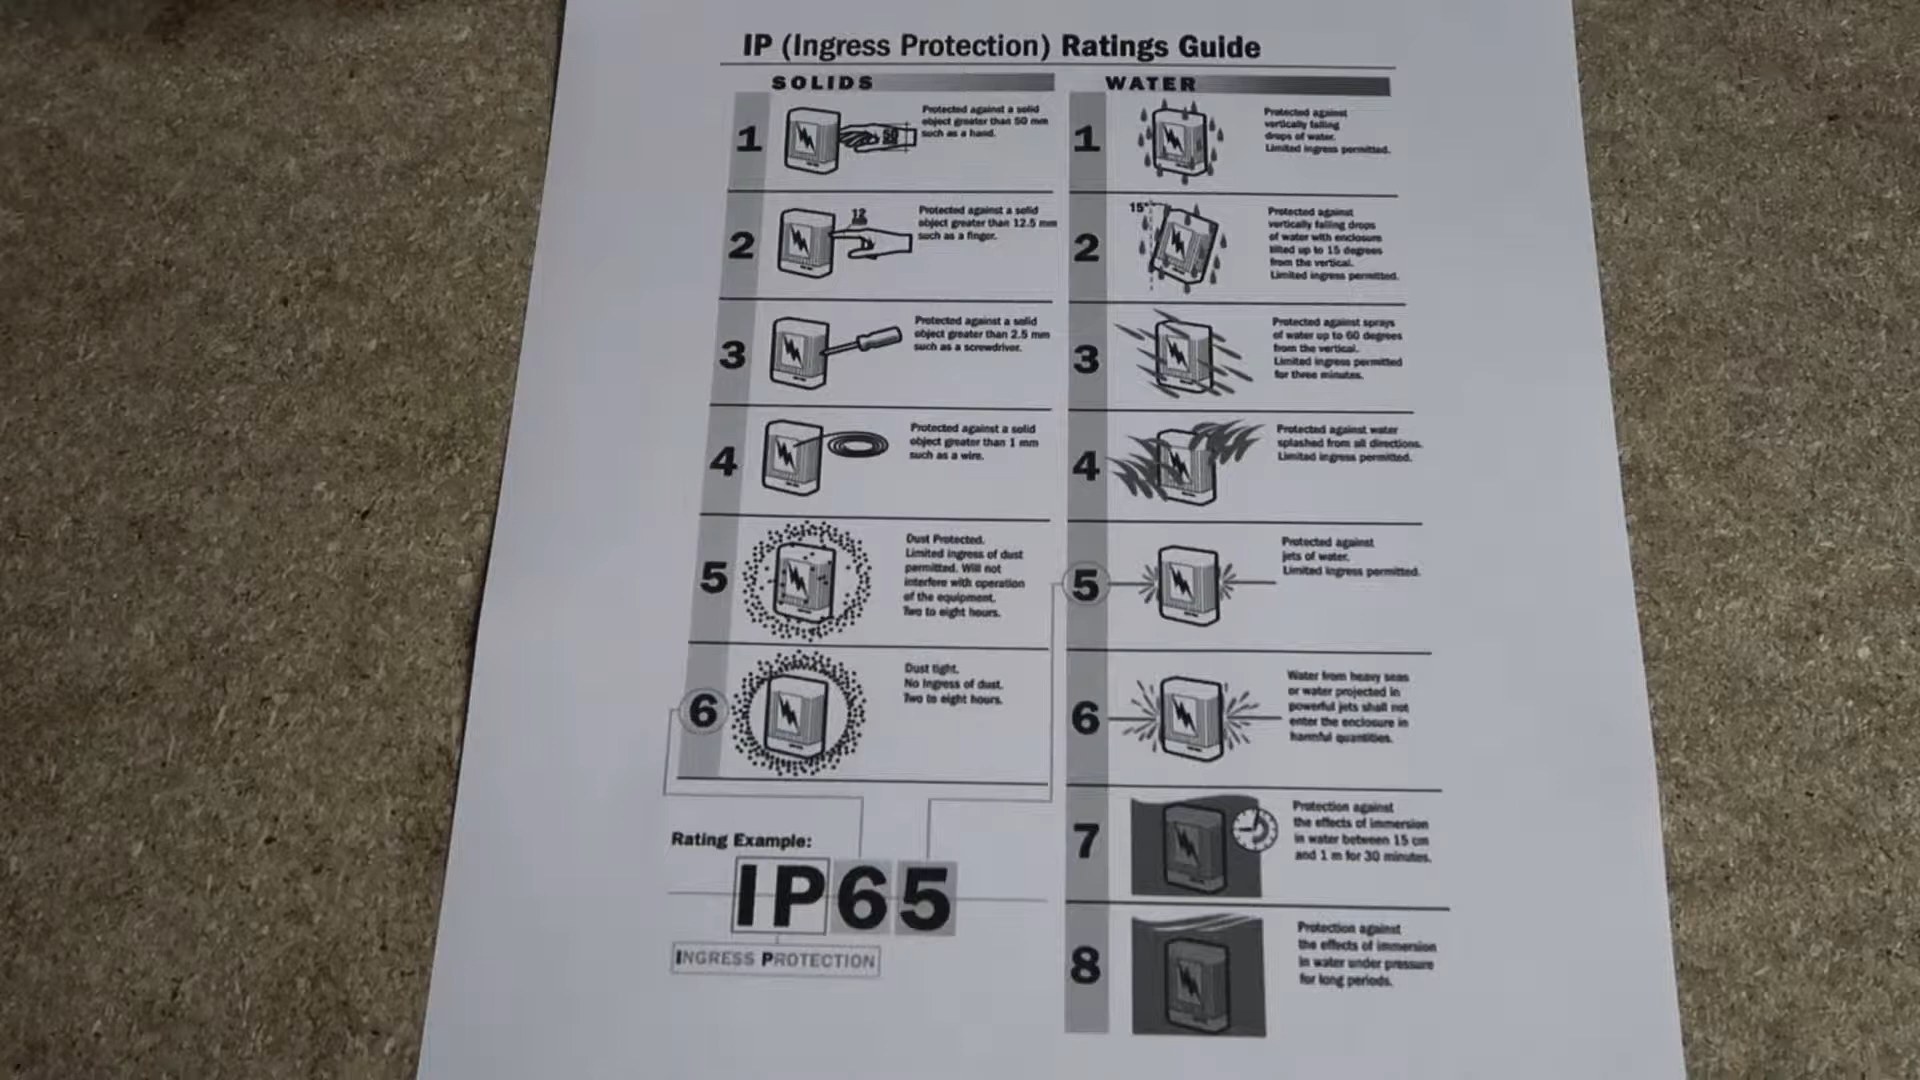 IP (Ingress Protection) Ratings Guide
SOLIDS
1
50
Protected against a solid
object greater than 50 mm
such as a hand.
2
12
Protected against a solid
object greater than 12.5 mm
such as a finger.
3
Protected against a solid
object greater than 2.5 mm
such as a screwdriver.
4
Protected against a solid
object greater than 1 mm
such as a wire.
5
Dust Protected.
Limited ingress of dust
permitted. Will not
interfere with operation
of the equipment.
Two to eight hours.
6
Dust tight.
No ingress of dust.
Two to eight hours.
Rating Example:
IP65
INGRESS PROTECTION
WATER
1
Protected against
vertically falling
drops of water.
Limited ingress permitted.
2
15°
Protected against
vertically falling drops
of water with enclosure
tilted up to 15 degrees
from the vertical.
Limited ingress permitted.
3
Protected against sprays
of water up to 60 degrees
from the vertical.
Limited ingress permitted
for three minutes.
4
Protected against water
splashed from all directions.
Limited ingress permitted.
5
Protected against
jets of water.
Limited ingress permitted.
6
Water from heavy seas
or water projected in
powerful jets shall not
enter the enclosure in
harmful quantities.
7
Protection against
the effects of immersion
in water between 15 cm
and 1 m for 30 minutes.
8
Protection against
the effects of immersion
in water under pressure
for long periods.